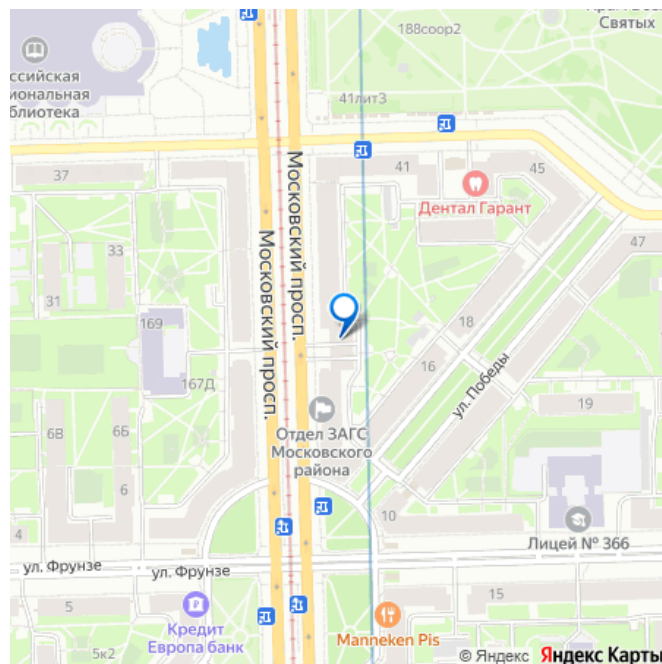 188соор2
Святых
ссийская
иональная
блиотека
41лит3
37
41
45
Дентал Гарант
Московский просп.
Московский просп.
47
33
31
169
18
167Д
16
ул. Победы
19
6В
6Б
Отдел ЗАГС
Московского
района
6
10
4
Лицей № 366
ул. Фрунзе
ул. Фрунзе
5
15
Кредит
Европа банк
Manneken Pis
5к2
© Яндекс Яндекс Карты